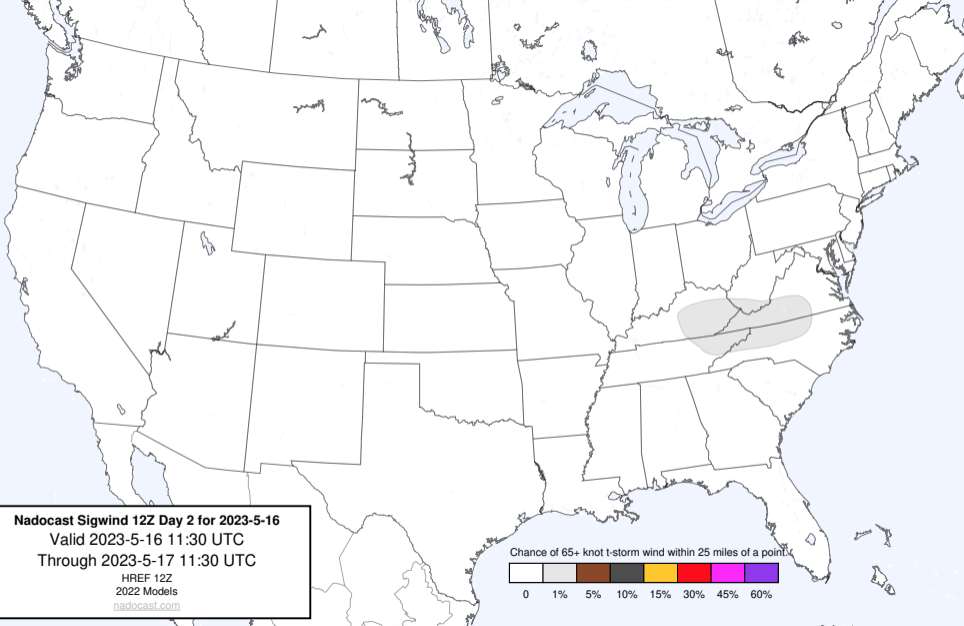 Nadocast Sigwind 12Z Day 2 for 2023-5-16
Valid 2023-5-16 11:30 UTC
Through 2023-5-17 11:30 UTC
HREF 12Z
2022 Models
nadocast.com
Chance of 65+ knot t-storm wind within 25 miles of a point.
0 1% 5% 10% 15% 30% 45% 60%